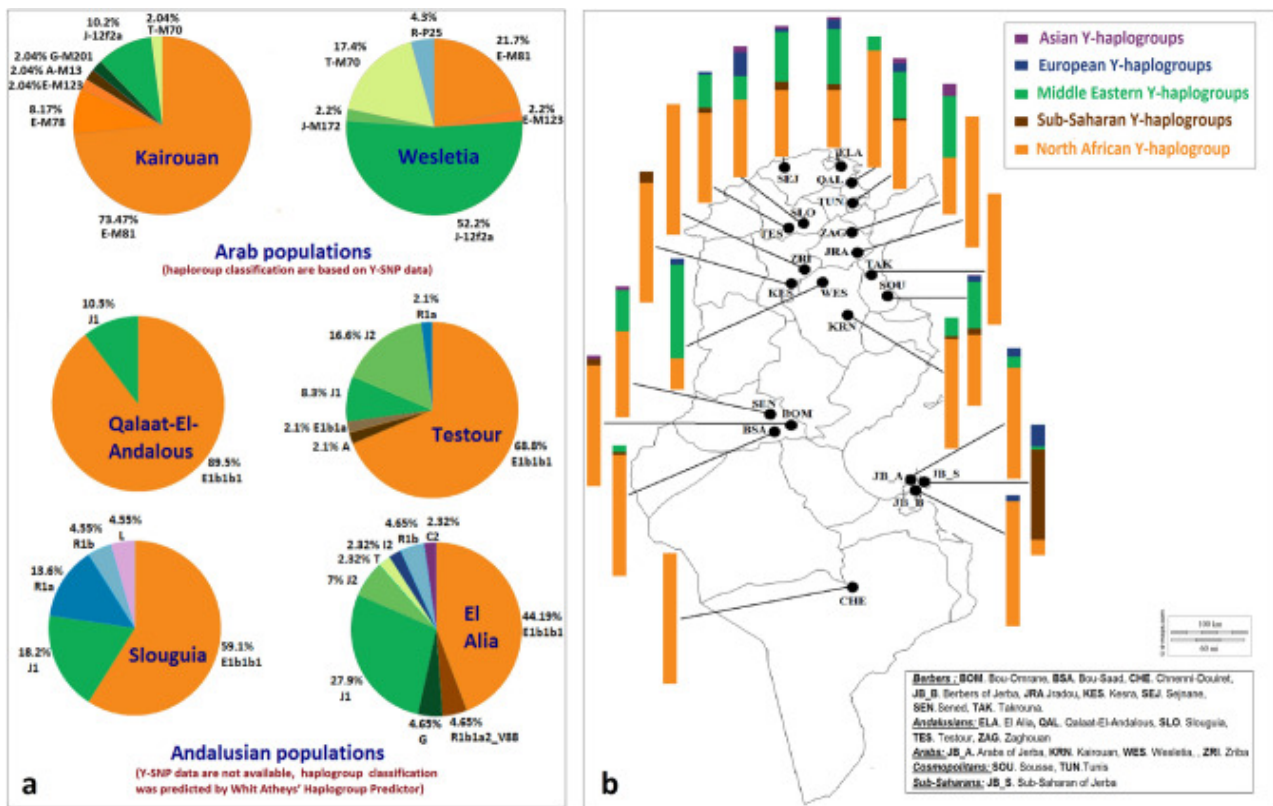 2.04%
T-M70
10.2%
J-12f2a
2.04% G-M201
2.04% A-M13
2.04%E-M123
8.17%
E-M78
Kairouan
73.47%
E-M81
4.3%
R-P25
17.4%
T-M70
21.7%
E-M81
2.2%
J-M172
2.2%
E-M123
Wesletia
52.2%
J-12f2a
Arab populations
(haploroup classification are based on Y-SNP data)
10.5%
J1
Qalaat-El-
Andalous
89.5%
E1b1b1
2.1%
R1a
16.6% J2
8.3% J1
2.1% E1b1a
2.1% A
Testour
68.8%
E1b1b1
4.55%
L
4.55%
R1b
13.6%
R1a
18.2%
J1
Slouguia
59.1%
E1b1b1
4.65%
R1b
2.32%
C2
2.32% I2
2.32% T
7% J2
El
Alia
44.19%
E1b1b1
27.9%
J1
4.65%
G
4.65%
R1b1a2_V88
Andalusian populations
(Y-SNP data are not available, haplogroup classification
was predicted by Whit Atheys' Haplogroup Predictor)
a
Asian Y-haplogroups
European Y-haplogroups
Middle Eastern Y-haplogroups
Sub-Saharan Y-haplogroups
North African Y-haplogroup
ELA
SEJ
QAL
TUN
SLO
TES
ZAG
JRA
ZRI
TAK
KES
WES
SOU
KRN
SEN
BOM
BSA
JB_A
JB_S
JB_B
CHE
100 km
60 mi
Berbers : BOM. Bou-Omrane, BSA. Bou-Saad, CHE. Chnenni-Douiret,
JB_B. Berbers of Jerba, JRA.Jradou, KES. Kesra, SEJ. Sejnane,
SEN. Sened, TAK. Takrouna.
Andalusians: ELA. El Alia, QAL. Qalaat-El-Andalous, SLO. Slouguia,
TES. Testour, ZAG. Zaghouan
Arabs: JB_A. Arabs of Jerba, KRN. Kairouan, WES. Wesletia, , ZRI. Zriba
Cosmopolitans: SOU. Sousse, TUN.Tunis
Sub-Saharans: JB_S. Sub-Saharan of Jerba
b